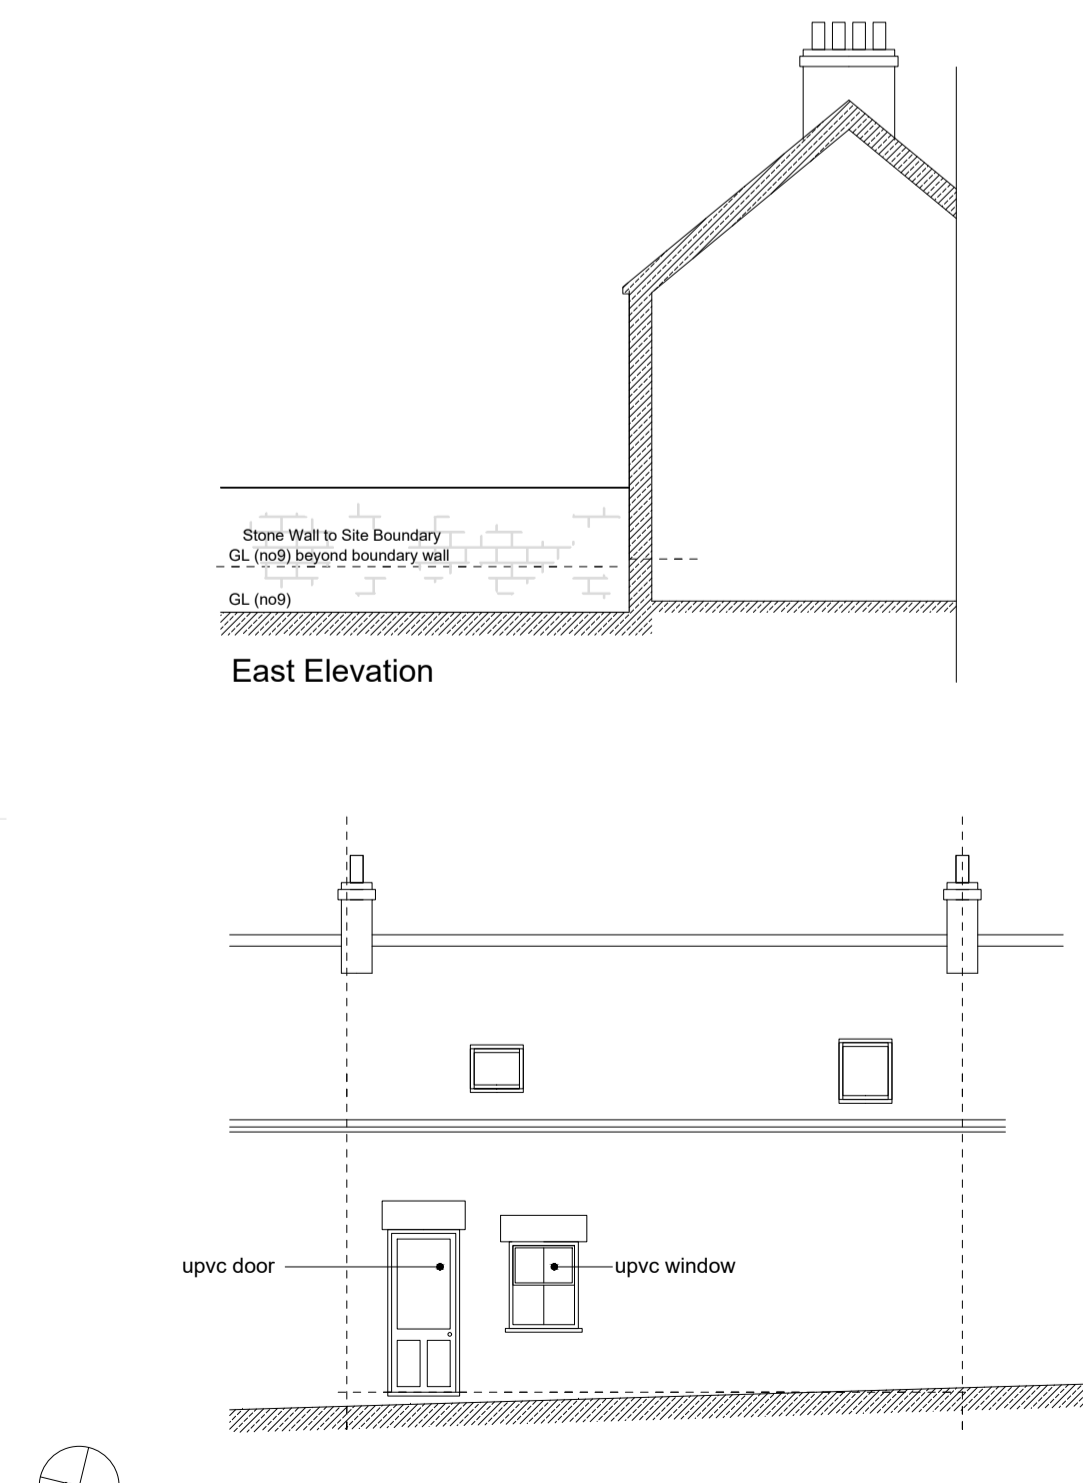 Stone Wall to Site Boundary
GL (no9) beyond boundary wall
GL (no9)
East Elevation
upvc door
upvc window